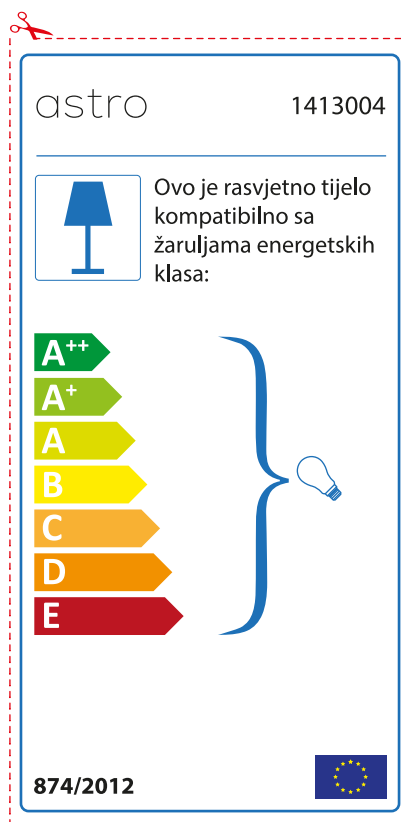 astro
1413004
Ovo je rasvjetno tijelo
kompatibilno sa
žaruljama energetskih
klasa:
A++
A+
A
B
C
D
E
874/2012